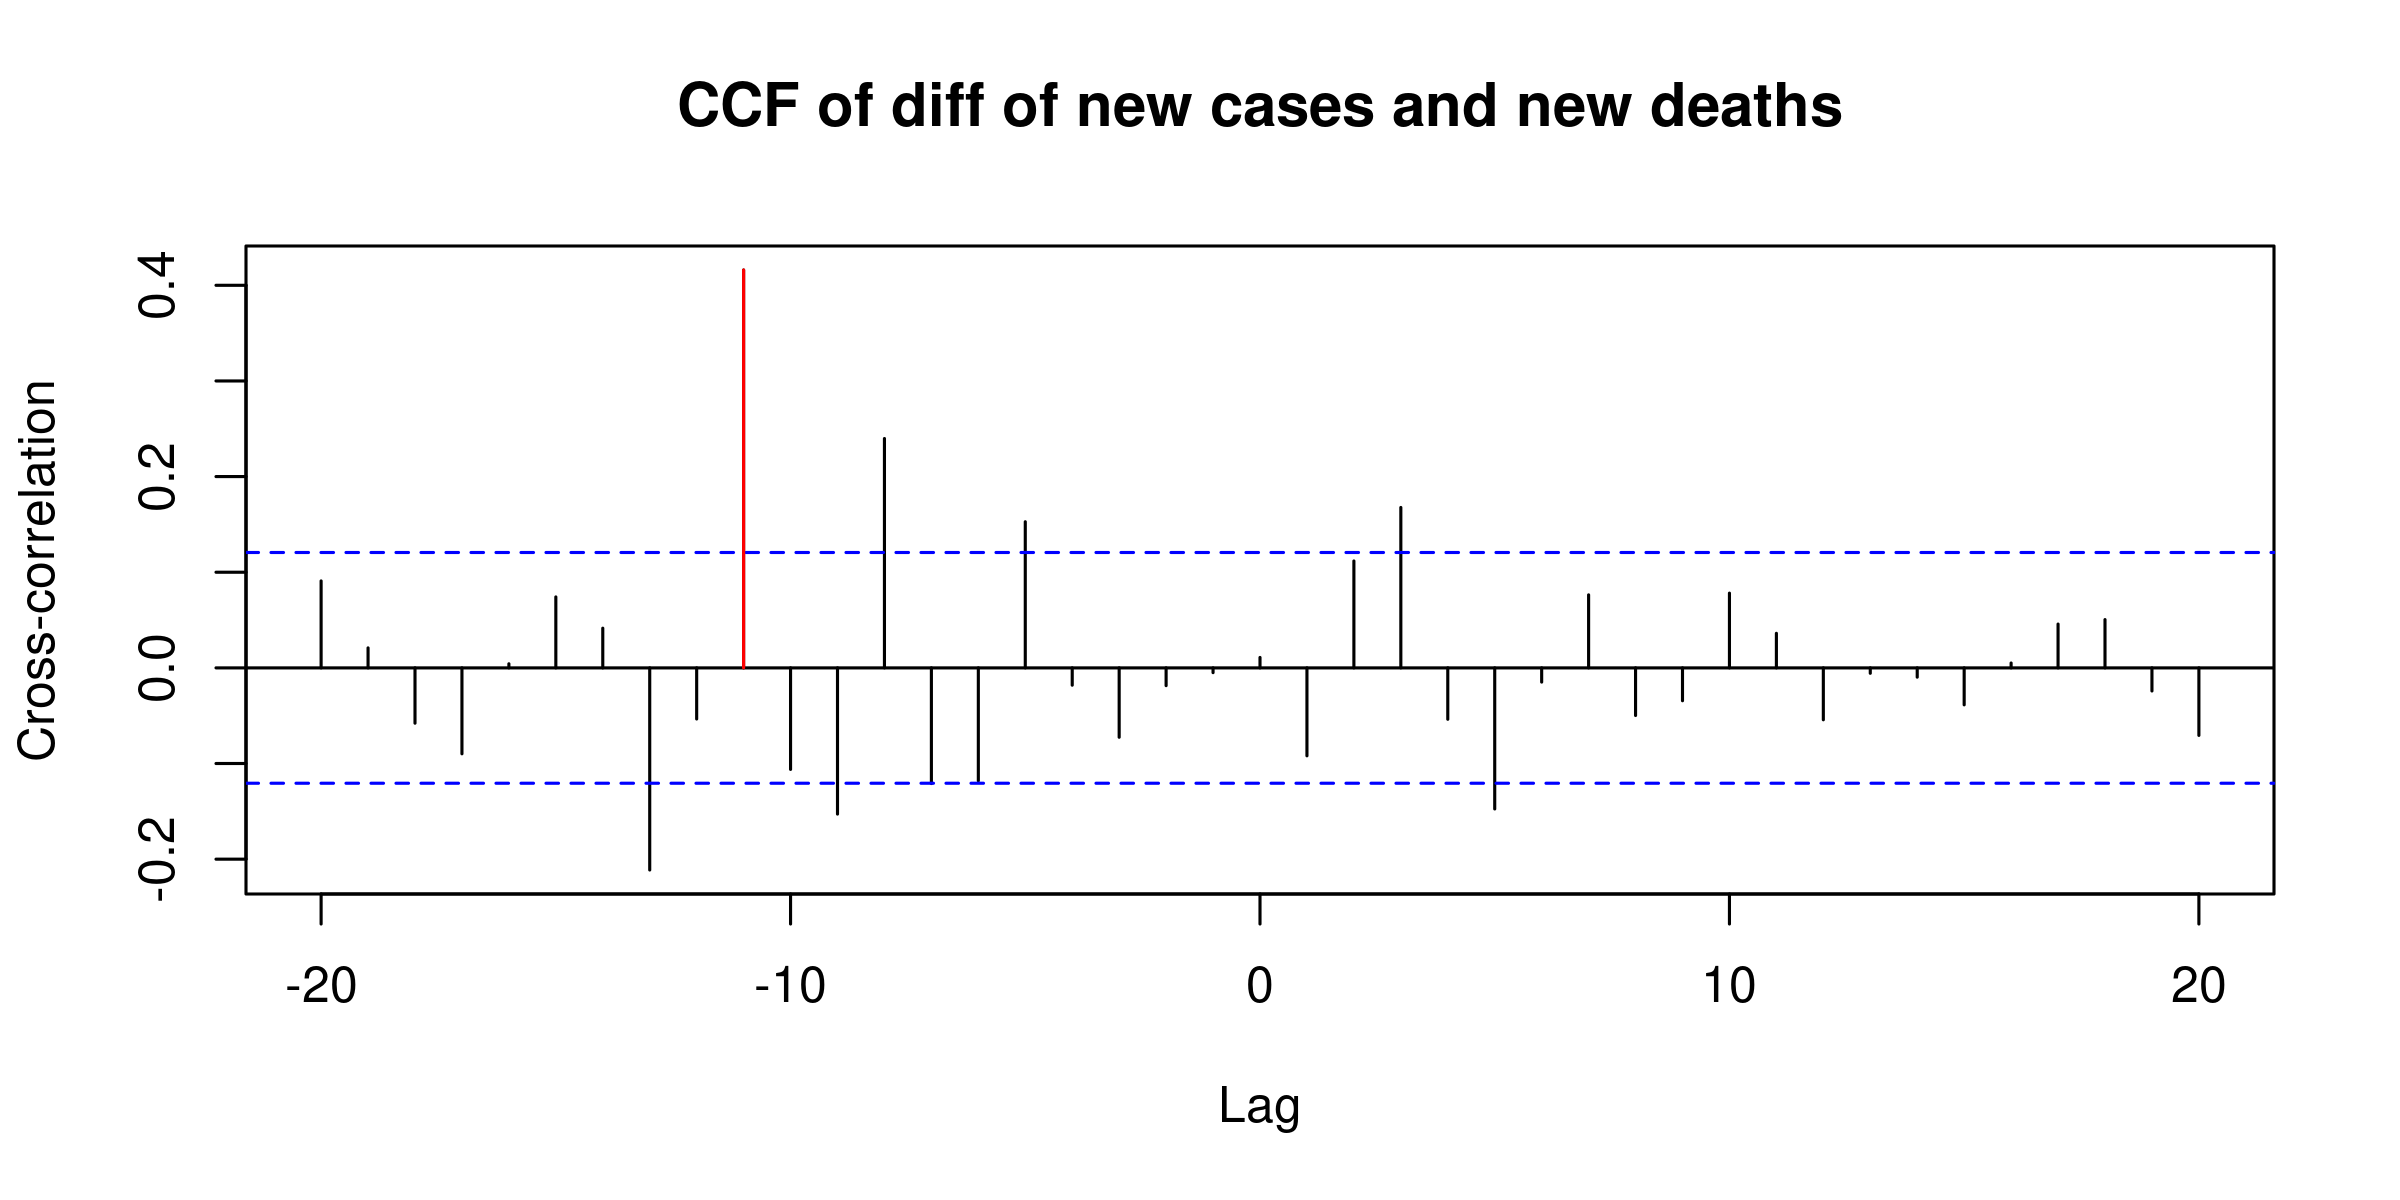 CCF of diff of new cases and new deaths
Cross-correlation
0.4
0.2
0.0
-0.2
-20 -10 0 10 20
Lag